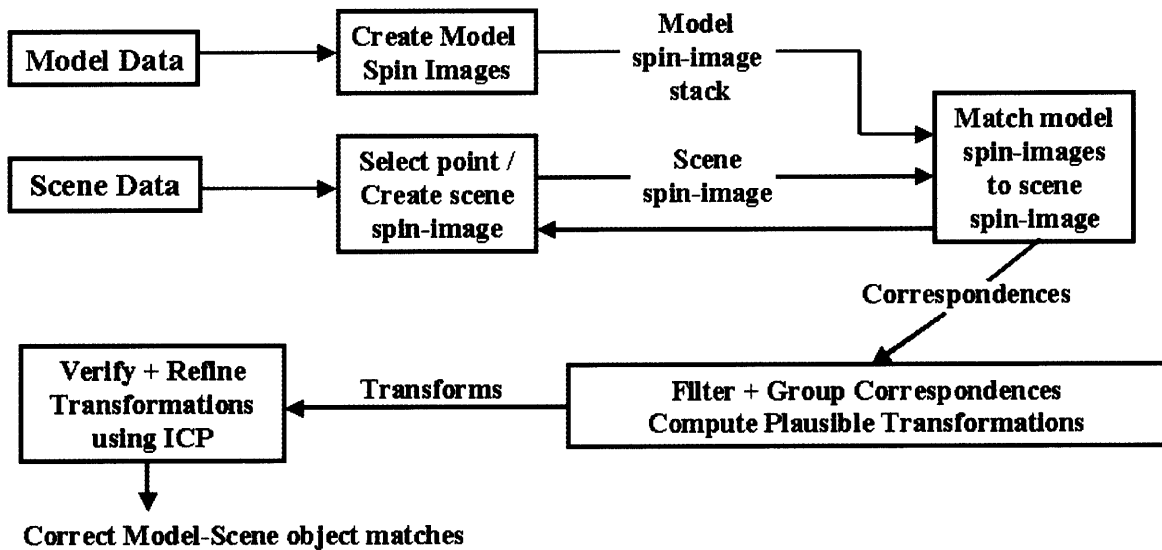 Model Data
Create Model
Spin Images
Model
spin-image
stack
Scene Data
Select point /
Create scene
spin-image
Scene
spin-image
Match model
spin-images
to scene
spin-image
Correspondences
Filter + Group Correspondences
Compute Plausible Transformations
Transforms
Verify + Refine
Transformations
using ICP
Correct Model-Scene object matches